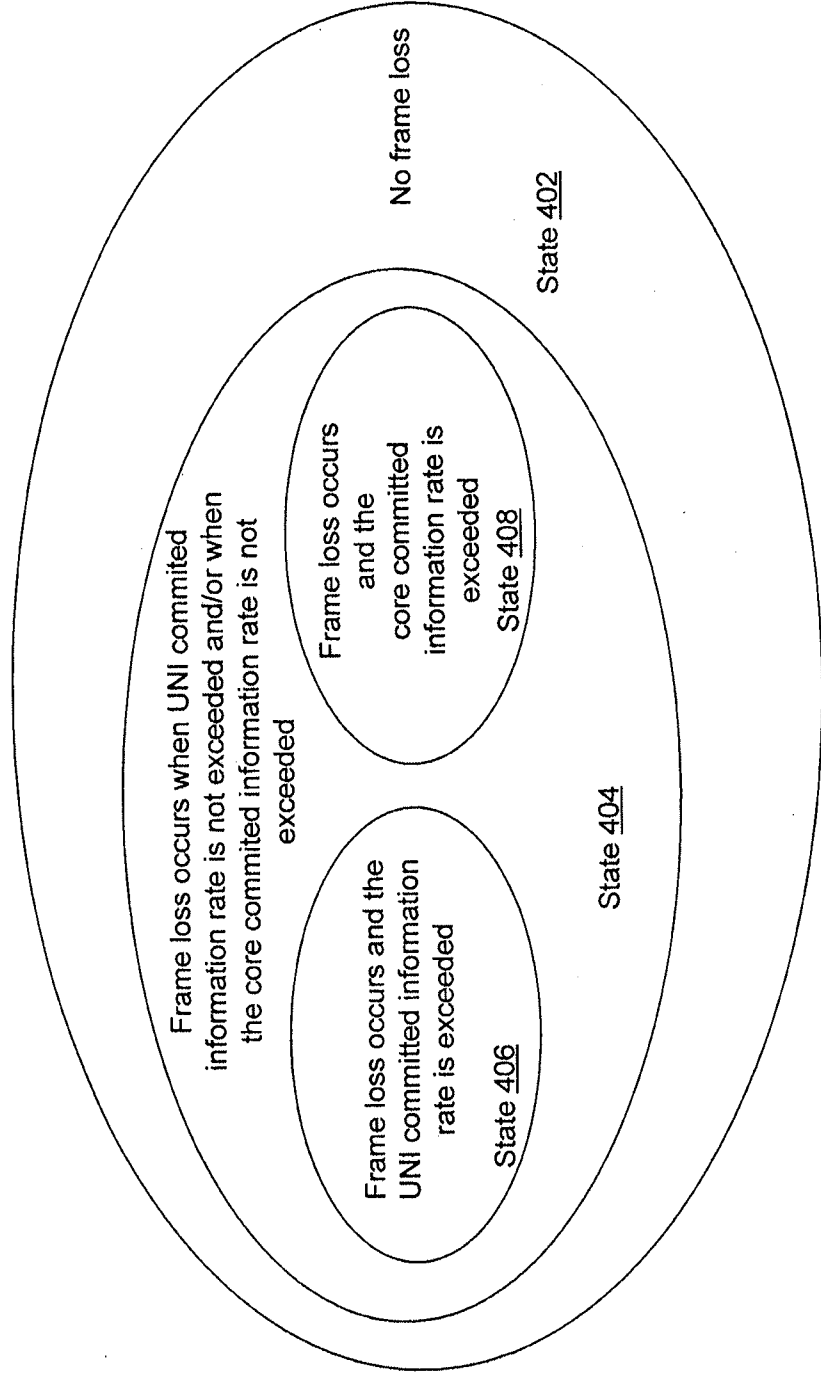 Frame loss occurs when UNI commited
information rate is not exceeded and/or when
the core commited information rate is not
exceeded
Frame loss occurs and the
UNI committed information
rate is exceeded
State 406
Frame loss occurs
and the
core committed
information rate is
exceeded
State 408
State 404
No frame loss
State 402